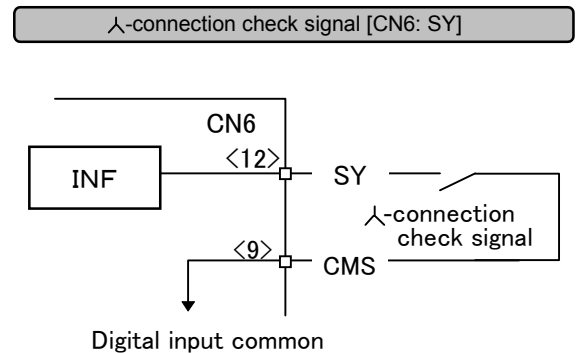 ⅄-connection check signal [CN6: SY]
CN6
<12>
INF
SY
⅄-connection
check signal
<9>
CMS
Digital input common